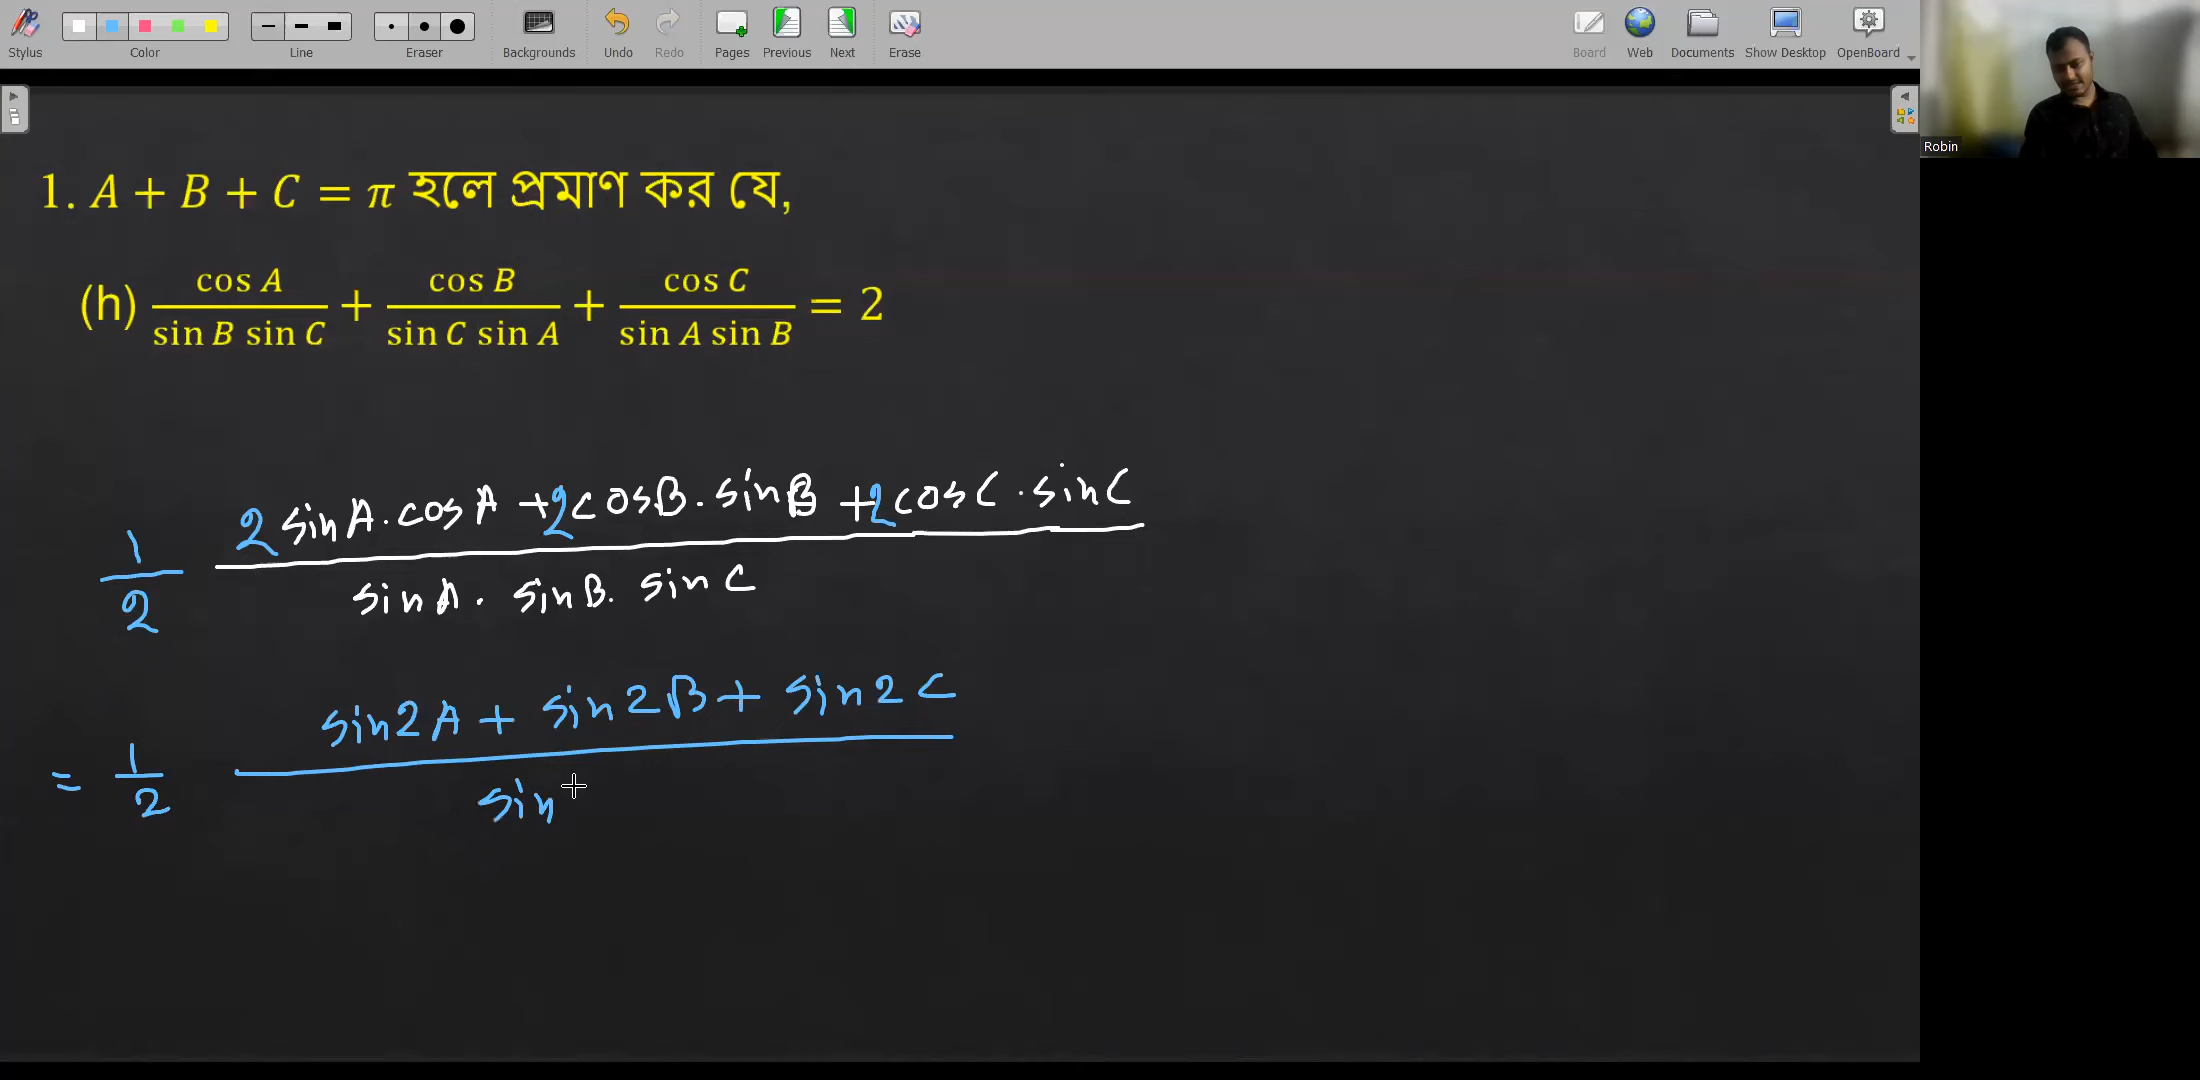 Stylus Color Line Eraser Backgrounds Undo Redo Pages Previous Next Erase Board Web Documents Show Desktop OpenBoard
Robin
1. A + B + C = π হলে প্রমাণ কর যে,
(h) cos A / sin B sin C + cos B / sin C sin A + cos C / sin A sin B = 2
1/2 2 sin A . cos A + 2 cos B . sin B + 2 cos C . sin C / sin A . sin B . sin C
= 1/2 sin 2A + sin 2B + sin 2C / sin